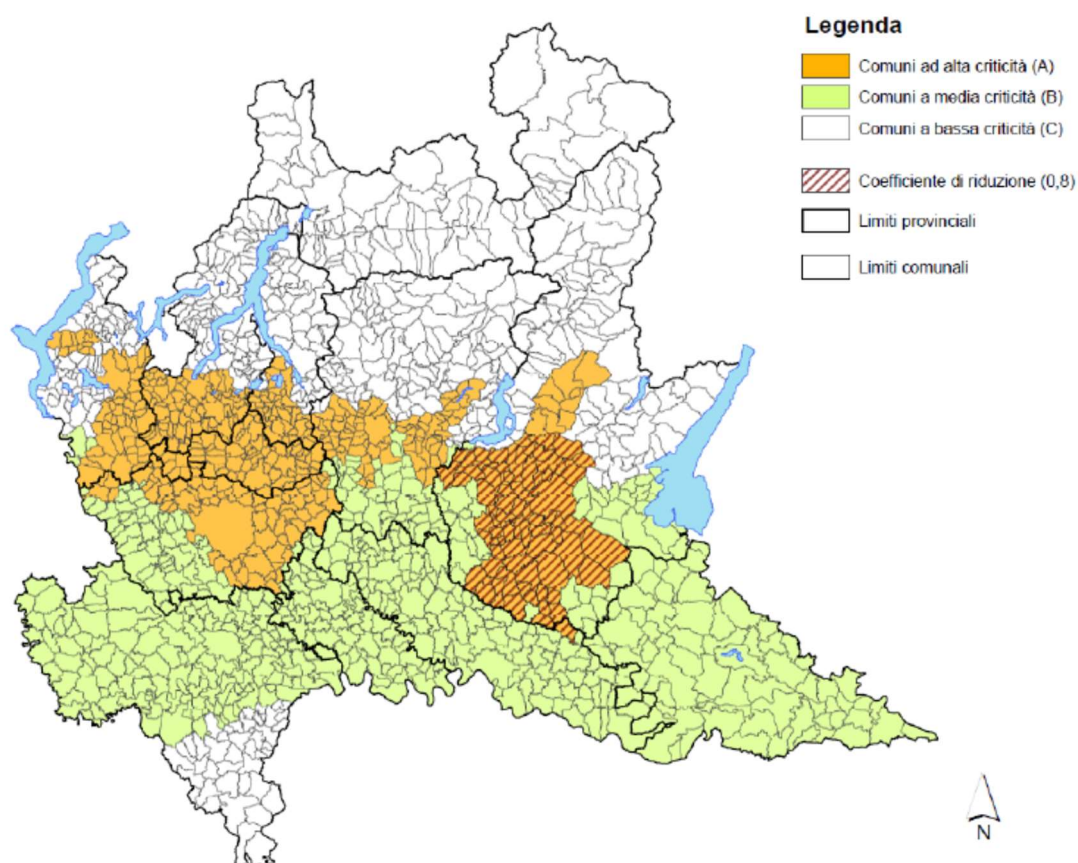 Legenda
Comuni ad alta criticità (A)
Comuni a media criticità (B)
Comuni a bassa criticità (C)
Coefficiente di riduzione (0,8)
Limiti provinciali
Limiti comunali
N